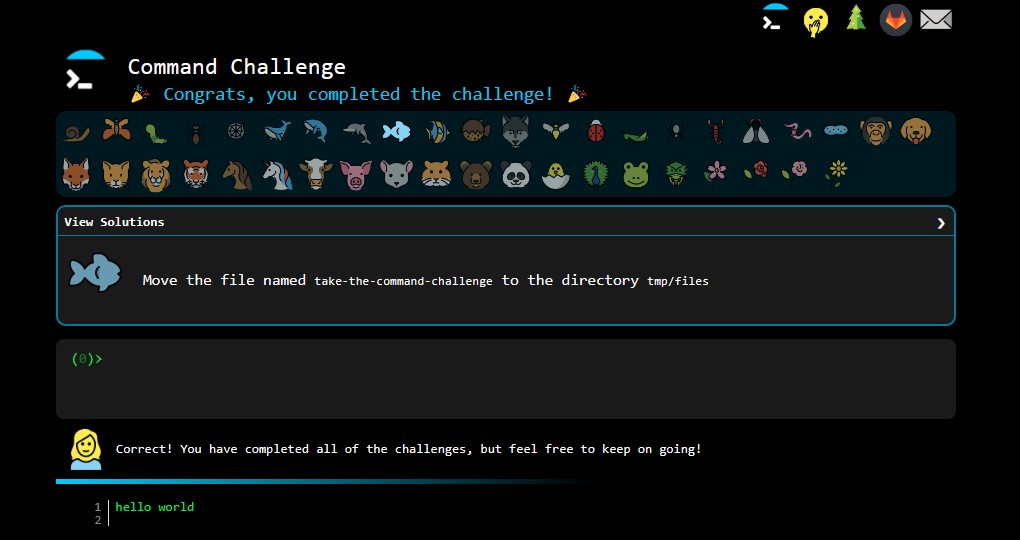 Command Challenge
🎉 Congrats, you completed the challenge! 🎉
View Solutions ❯
Move the file named take-the-command-challenge to the directory tmp/files
(0)>
Correct! You have completed all of the challenges, but feel free to keep on going!
1 hello world
2